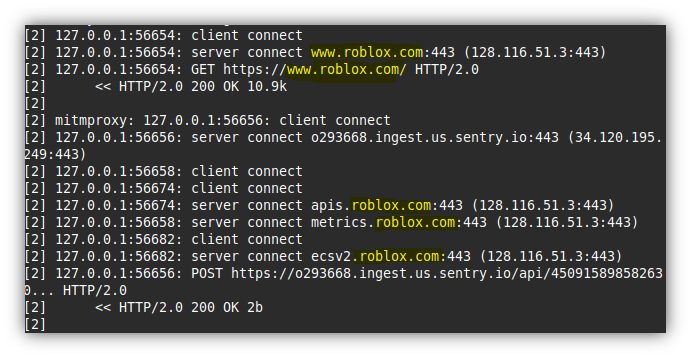 [2] 127.0.0.1:56654: client connect
[2] 127.0.0.1:56654: server connect www.roblox.com:443 (128.116.51.3:443)
[2] 127.0.0.1:56654: GET https://www.roblox.com/ HTTP/2.0
[2]      << HTTP/2.0 200 OK 10.9k
[2]
[2] mitmproxy: 127.0.0.1:56656: client connect
[2] 127.0.0.1:56656: server connect o293668.ingest.us.sentry.io:443 (34.120.195.
249:443)
[2] 127.0.0.1:56658: client connect
[2] 127.0.0.1:56674: client connect
[2] 127.0.0.1:56674: server connect apis.roblox.com:443 (128.116.51.3:443)
[2] 127.0.0.1:56658: server connect metrics.roblox.com:443 (128.116.51.3:443)
[2] 127.0.0.1:56682: client connect
[2] 127.0.0.1:56682: server connect ecsv2.roblox.com:443 (128.116.51.3:443)
[2] 127.0.0.1:56656: POST https://o293668.ingest.us.sentry.io/api/45091589858263
0... HTTP/2.0
[2]      << HTTP/2.0 200 OK 2b
[2]